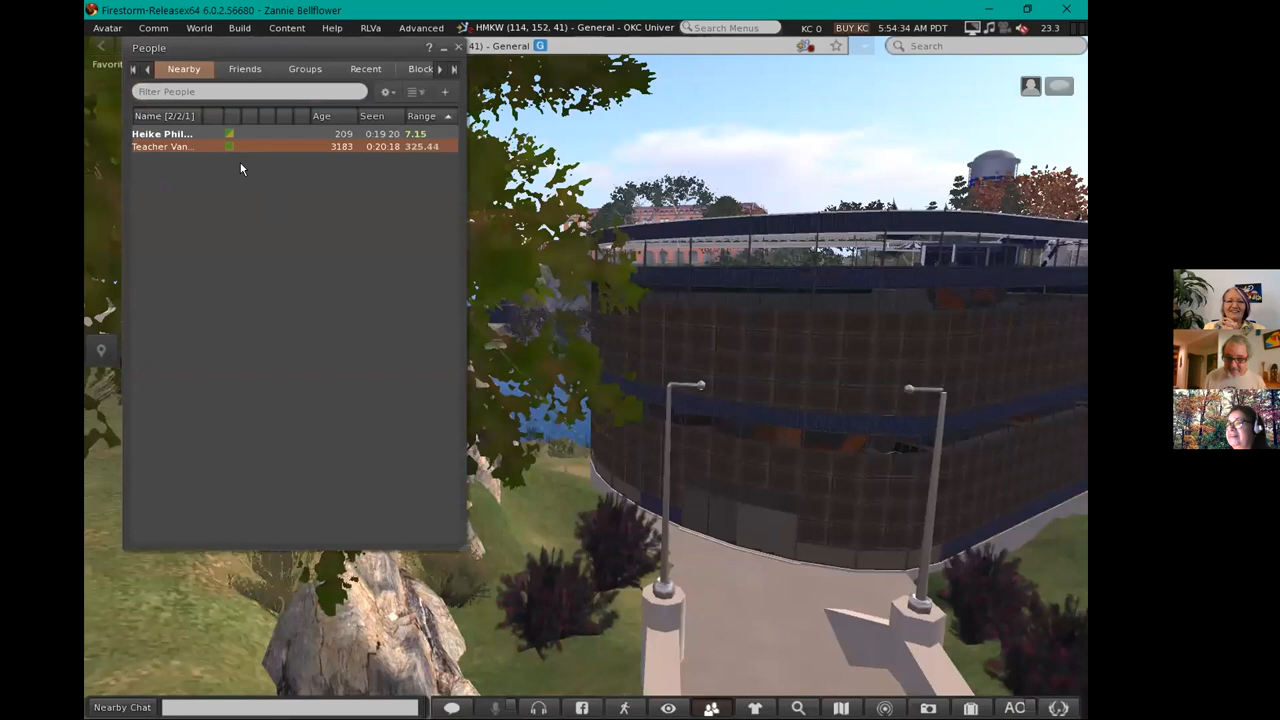 Firestorm-Releasex64 6.0.2.56680 - Zannie Bellflower
Avatar Comm World Build Content Help RLVa Advanced HMKW (114, 152, 41) - General - OKC Univer Search Menus KC 0 BUY KC 5:54:34 AM PDT 23.3
People ? 41) - General G Search
Favorit
Nearby Friends Groups Recent Block
Filter People
Name [2/2/1] Age Seen Range
Heike Phil... 209 0:19 20 7.15
Teacher Van... 3183 0:20:18 325.44
Nearby Chat AO